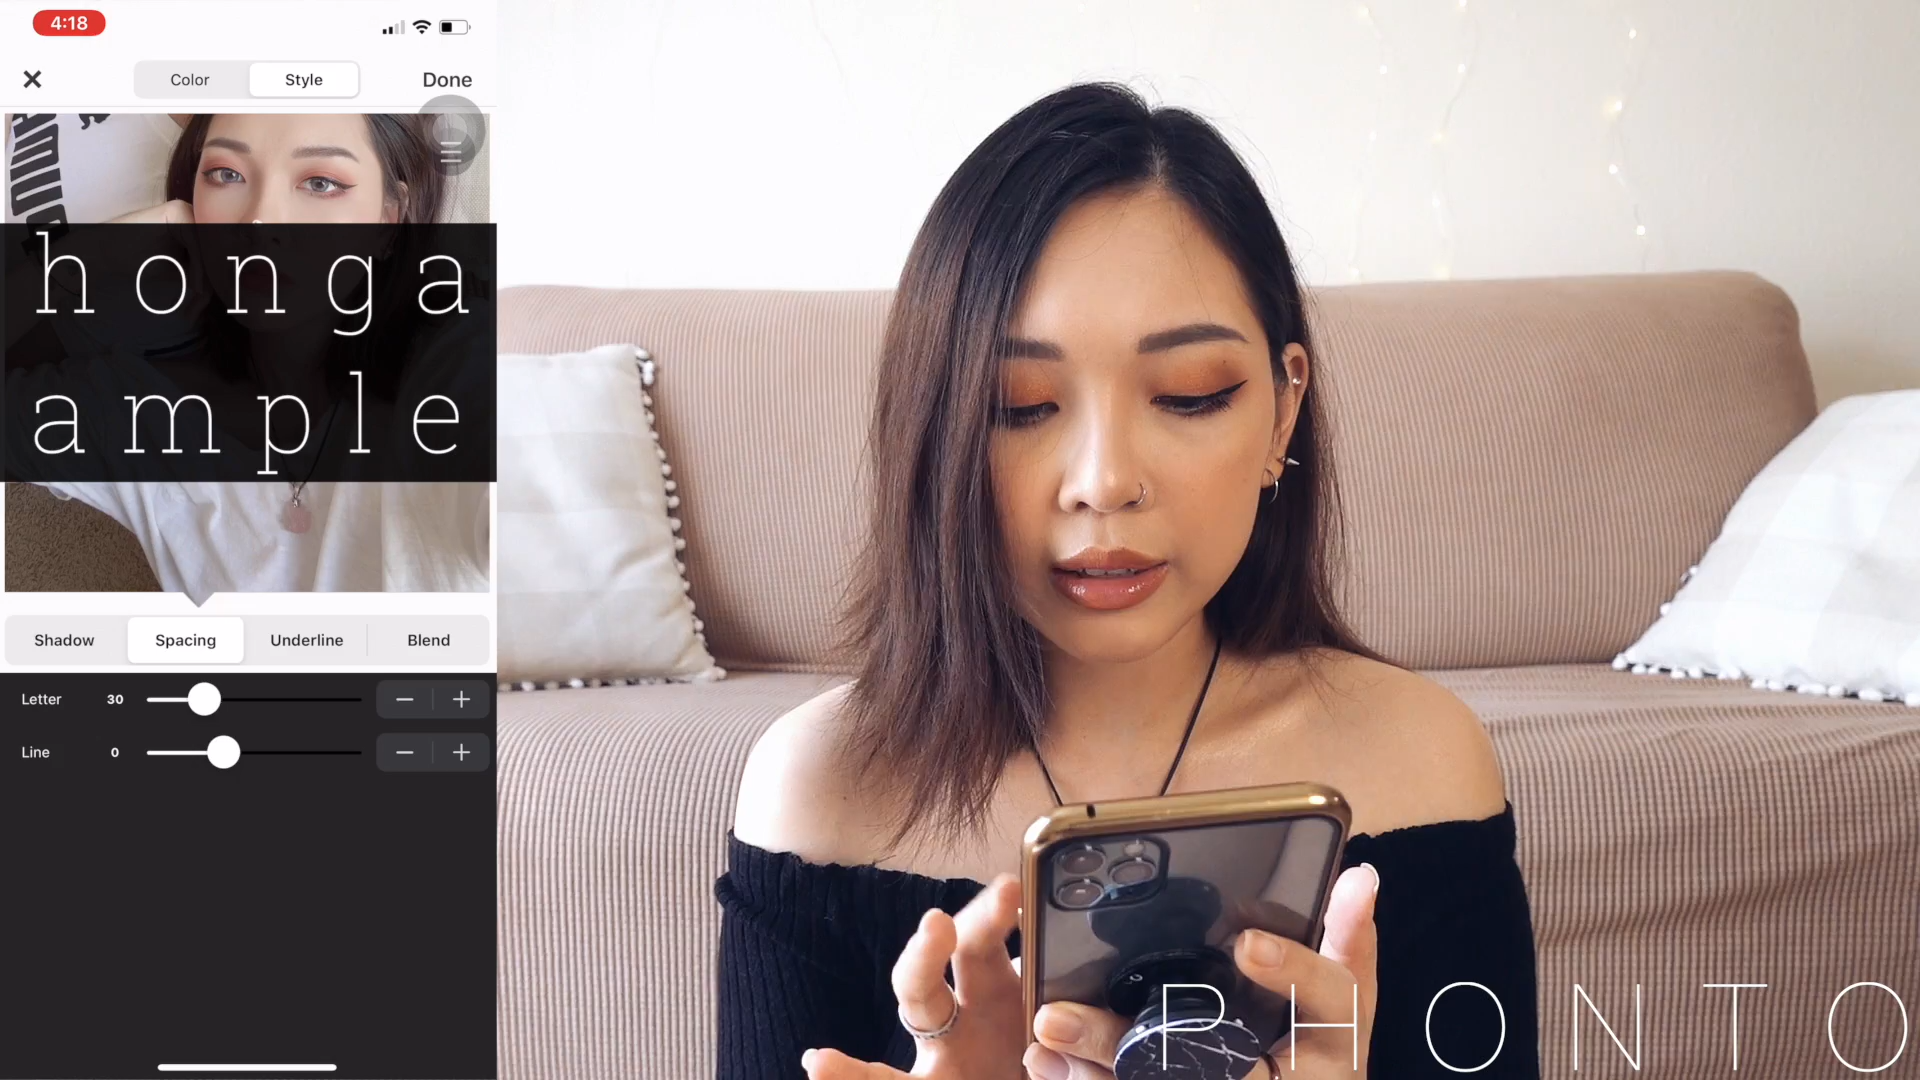 4:18
Color Style Done
honga
ample
Shadow Spacing Underline Blend
Letter 30
Line 0
PHONTO